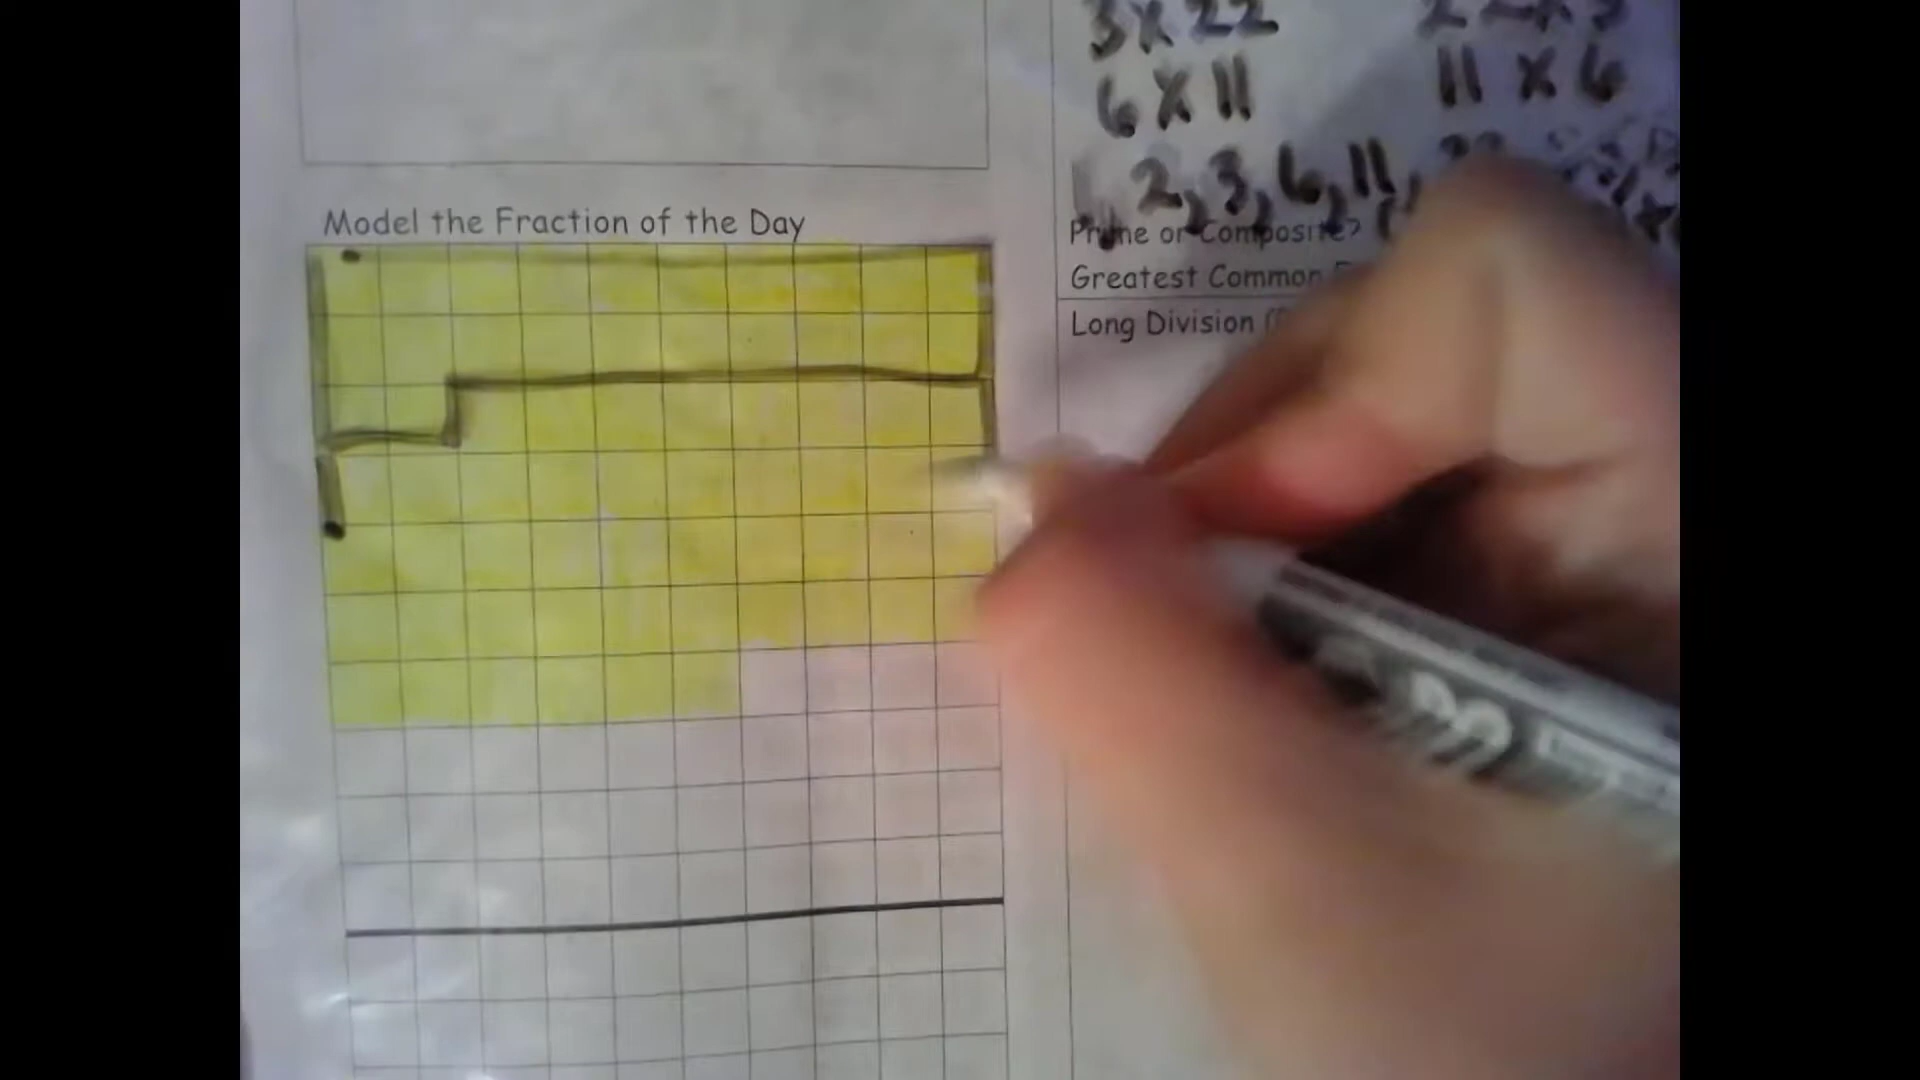 3 x 22
6 x 11
11 x 6
2, 3, 6, 11,
Model the Fraction of the Day
Prime or Composite?
Greatest Common
Long Division